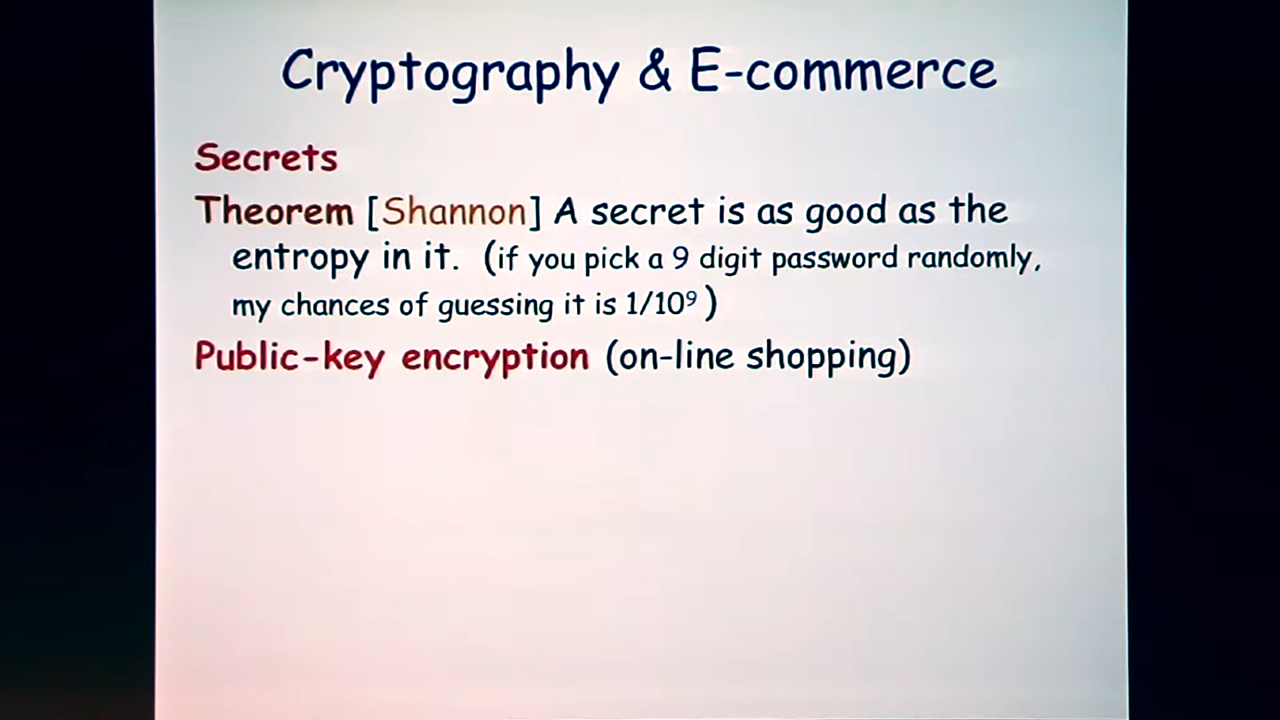 Cryptography & E-commerce
Secrets
Theorem [Shannon] A secret is as good as the
entropy in it. (if you pick a 9 digit password randomly,
my chances of guessing it is 1/10⁹)
Public-key encryption (on-line shopping)